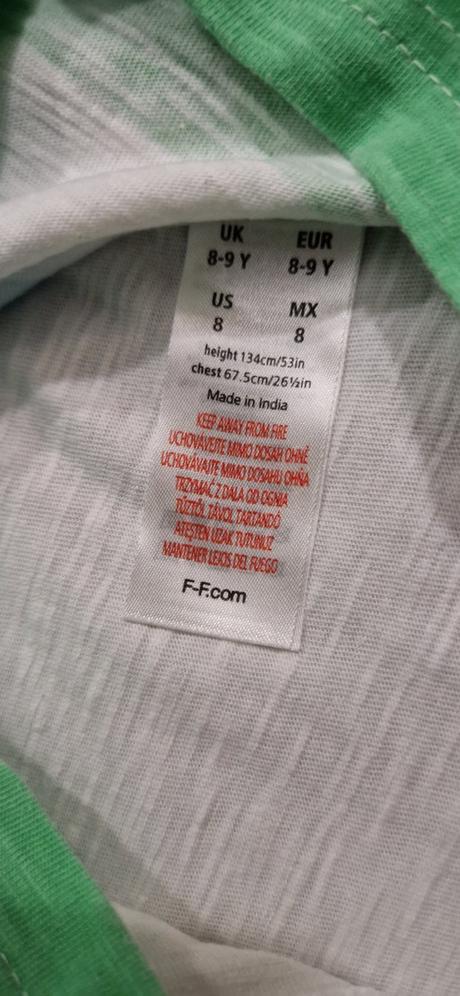 UK EUR
8-9 Y 8-9 Y
US MX
8 8
height 134cm/53in
chest 67.5cm/26½in
Made in India
KEEP AWAY FROM FIRE
UCHOVÁVEJTE MIMO DOSAH OHNĚ
UCHOVÁVAJTE MIMO DOSAHU OHŇA
TRZYMAĆ Z DALA OD OGNIA
TŰZTŐL TÁVOL TARTANDÓ
ATEŞTEN UZAK TUTUNUZ
MANTENER LEJOS DEL FUEGO
F-F.com